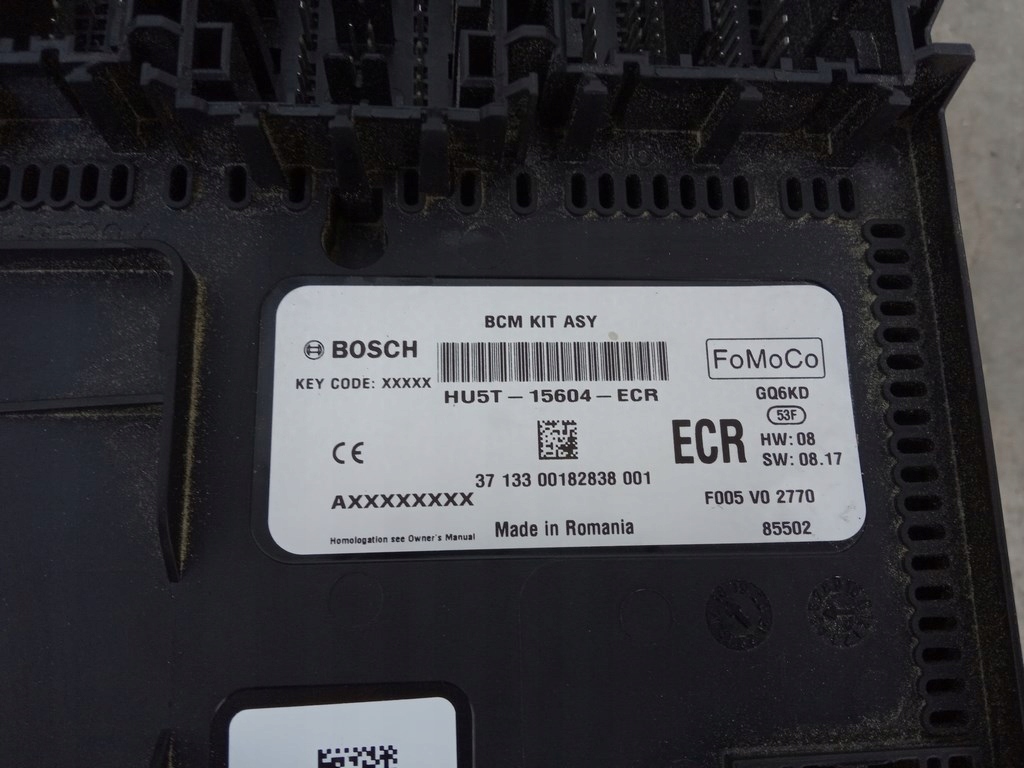 BCM KIT ASY
BOSCH
FoMoCo
KEY CODE: XXXXX
HU5T-15604-ECR
GQ6KD
53F
ECR
HW: 08
SW: 08.17
CE
37 133 00182838 001
AXXXXXXXX
F005 V0 2770
Homologation see Owner's Manual
Made in Romania
85502